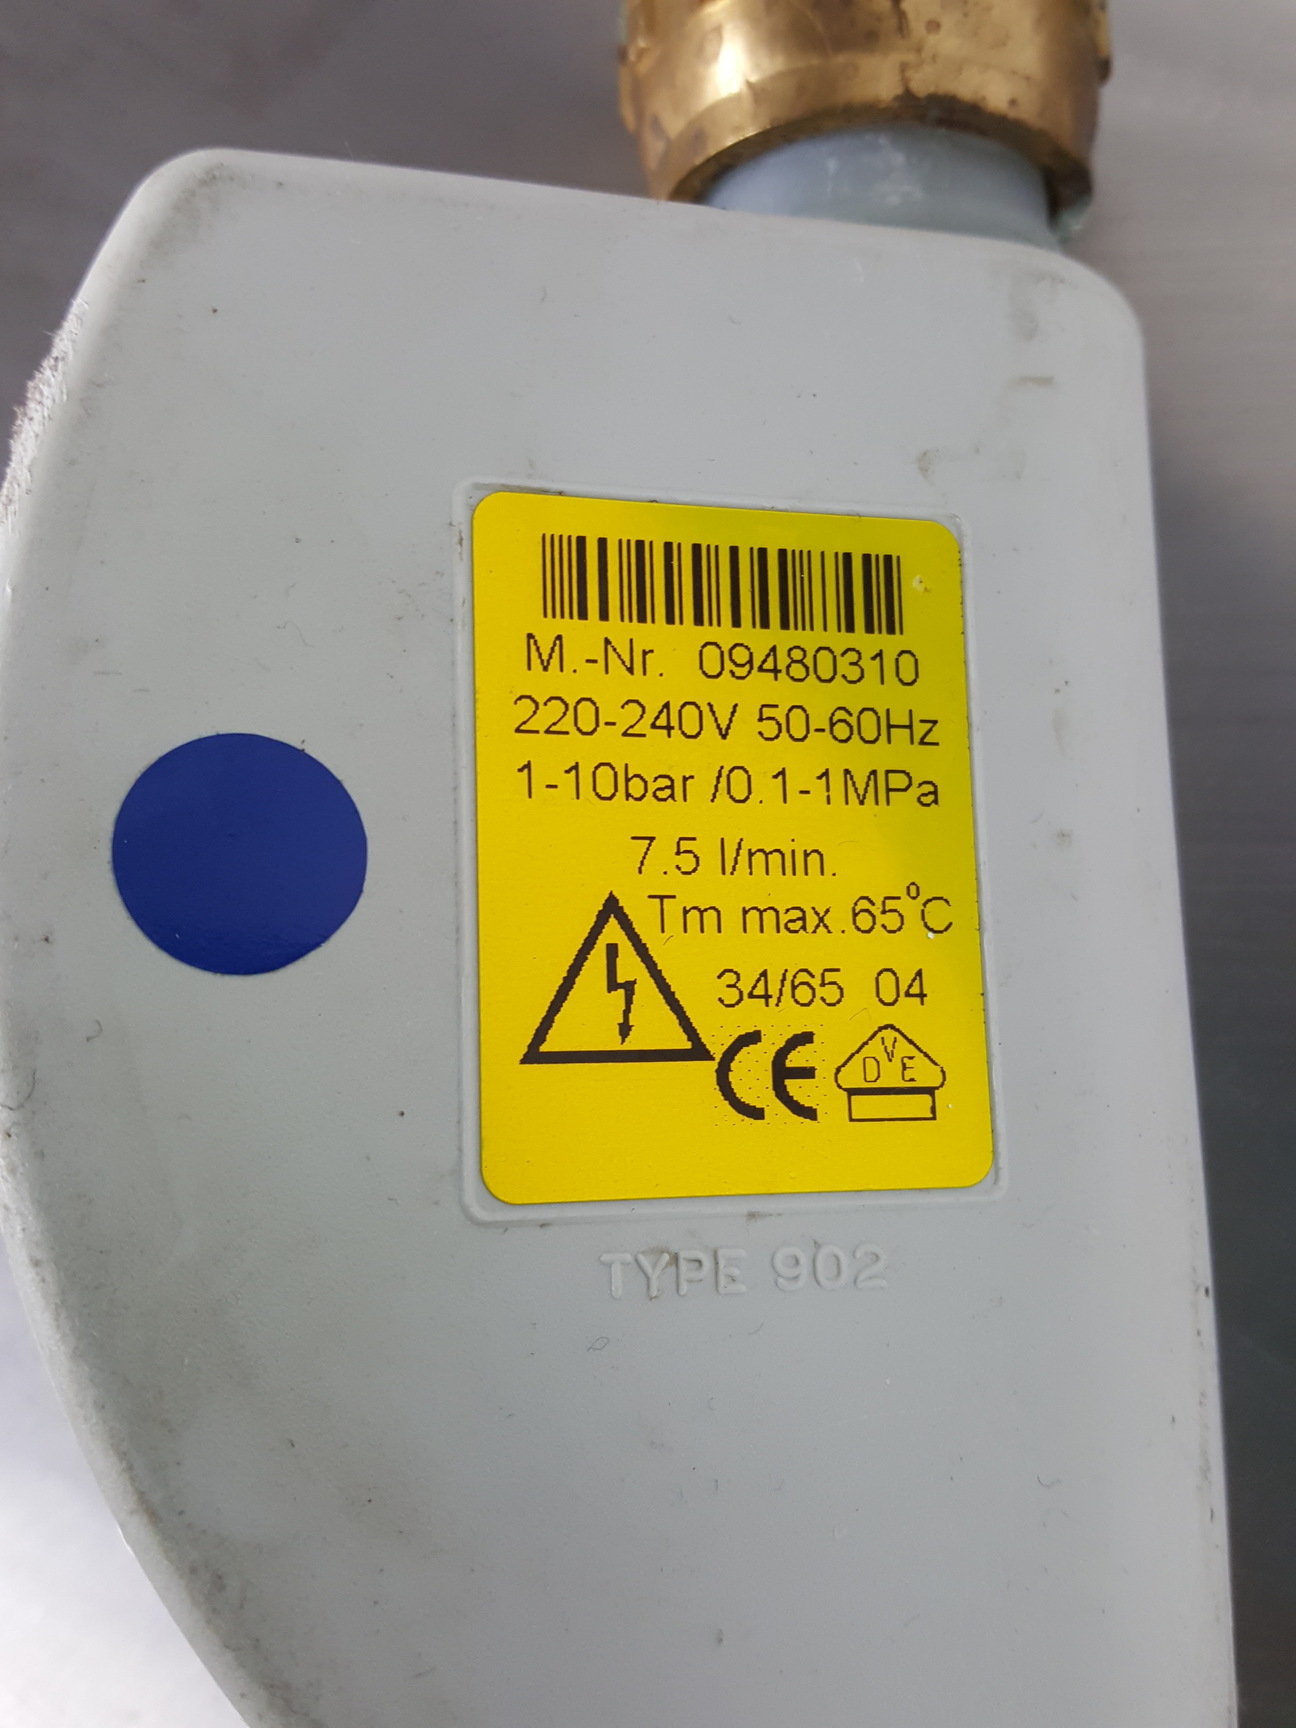 M.-Nr. 09480310
220-240V 50-60Hz
1-10bar /0.1-1MPa
7.5 l/min.
Tm max.65°C
34/65 04
CE DVE
TYPE 902